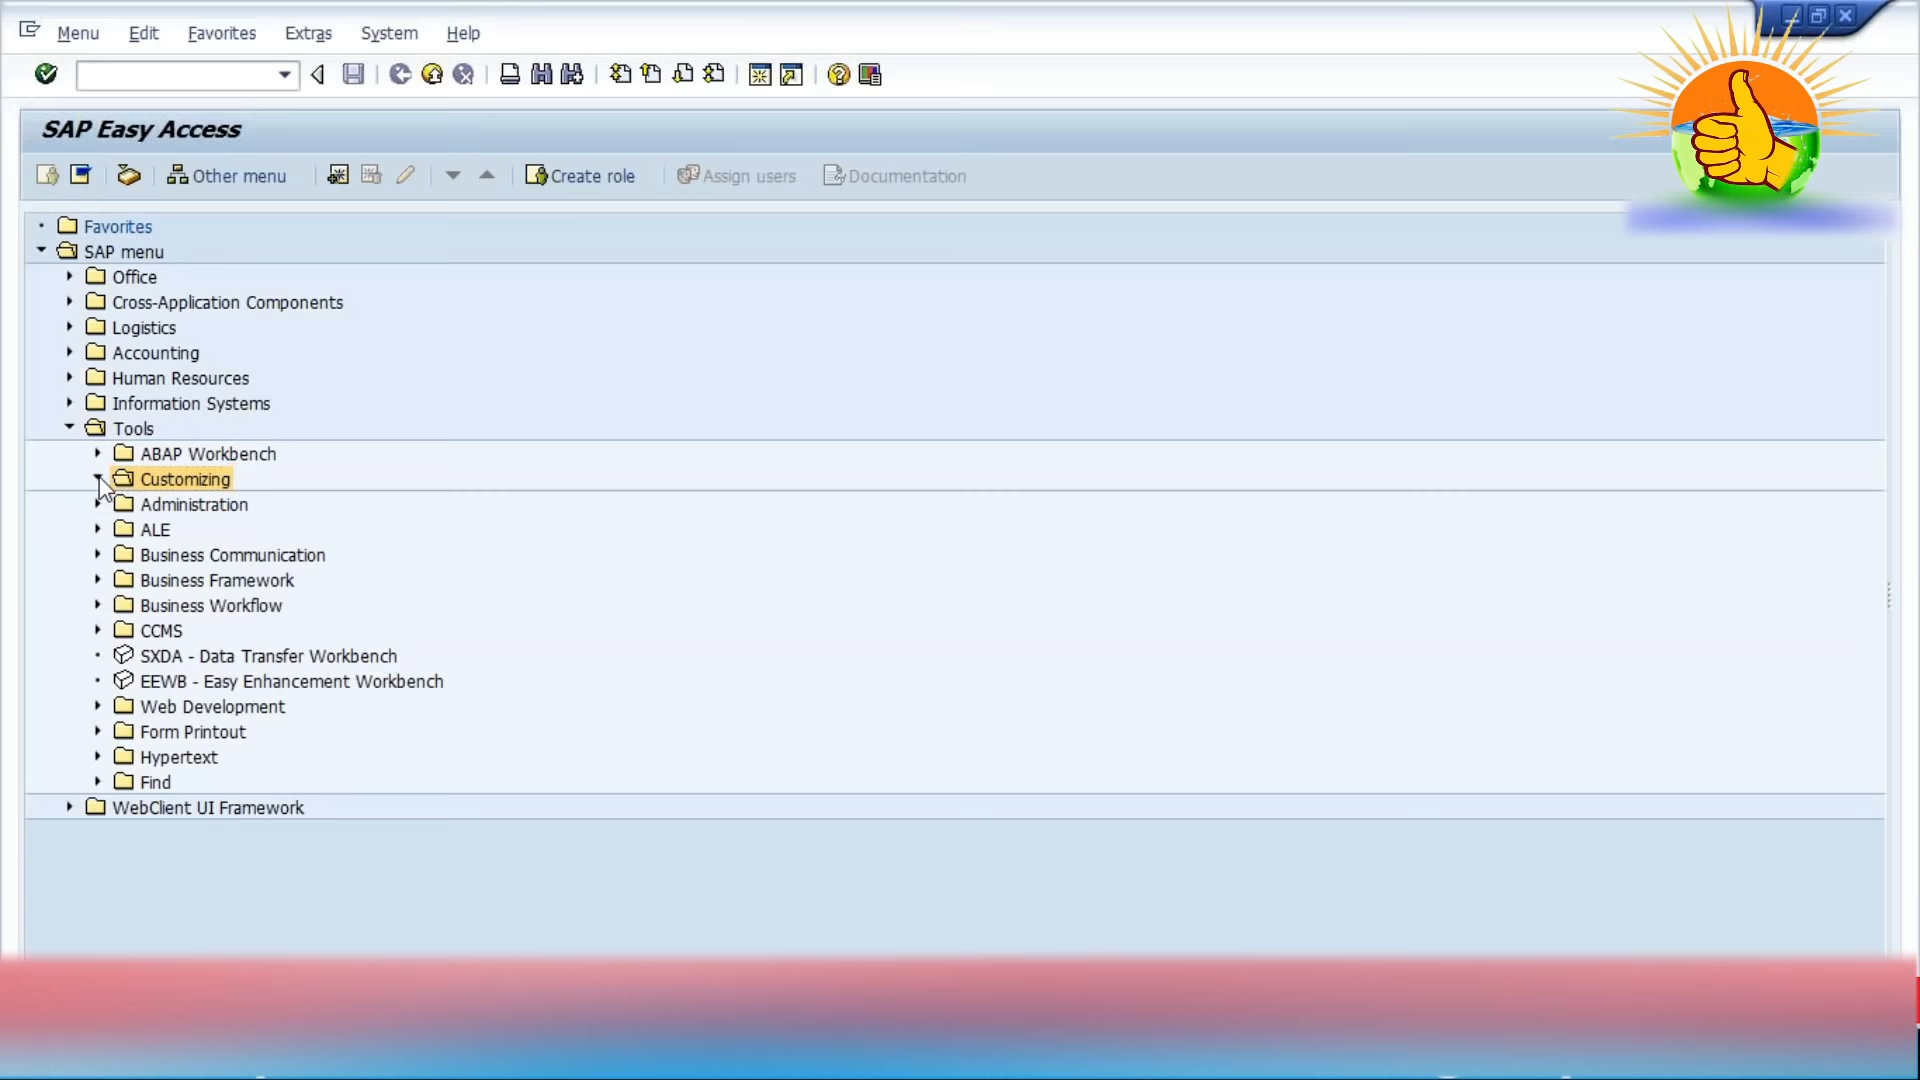 Menu Edit Favorites Extras System Help
SAP Easy Access
Other menu Create role Assign users Documentation
Favorites
SAP menu
Office
Cross-Application Components
Logistics
Accounting
Human Resources
Information Systems
Tools
ABAP Workbench
Customizing
Administration
ALE
Business Communication
Business Framework
Business Workflow
CCMS
SXDA - Data Transfer Workbench
EEWB - Easy Enhancement Workbench
Web Development
Form Printout
Hypertext
Find
WebClient UI Framework